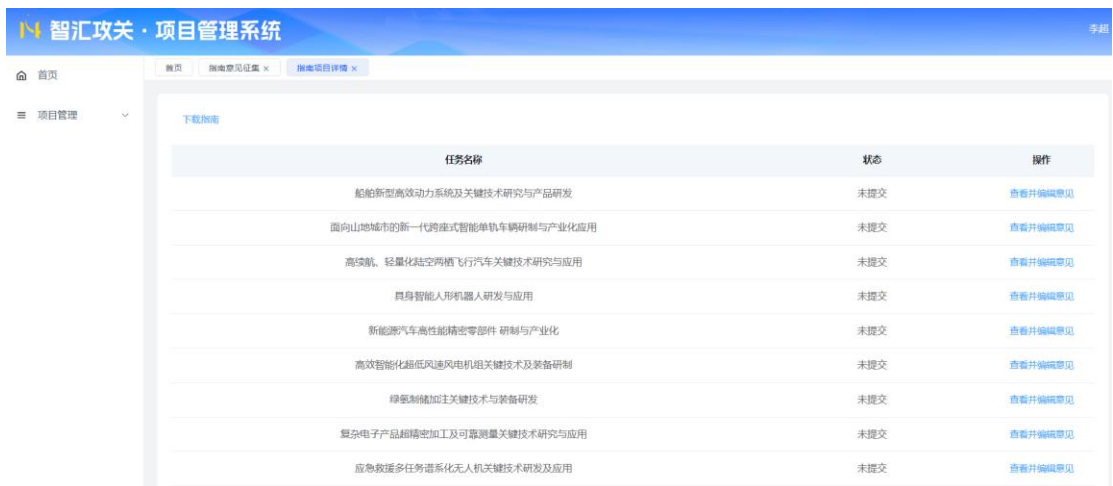 智汇攻关·项目管理系统
李超
首页
项目管理
首页 指南意见征集 × 指南项目详情 ×
下载指南
任务名称 状态 操作
船舶新型高效动力系统及关键技术研究与产品研发 未提交 查看并编辑意见
面向山地城市的新一代跨座式智能单轨车辆研制与产业化应用 未提交 查看并编辑意见
高续航、轻量化陆空两栖飞行汽车关键技术研究与应用 未提交 查看并编辑意见
具身智能人形机器人研发与应用 未提交 查看并编辑意见
新能源汽车高性能精密零部件 研制与产业化 未提交 查看并编辑意见
高效智能化超低风速风电机组关键技术及装备研制 未提交 查看并编辑意见
绿氢制储加注关键技术与装备研发 未提交 查看并编辑意见
复杂电子产品超精密加工及可靠测量关键技术研究与应用 未提交 查看并编辑意见
应急救援多任务谱系化无人机关键技术研发及应用 未提交 查看并编辑意见